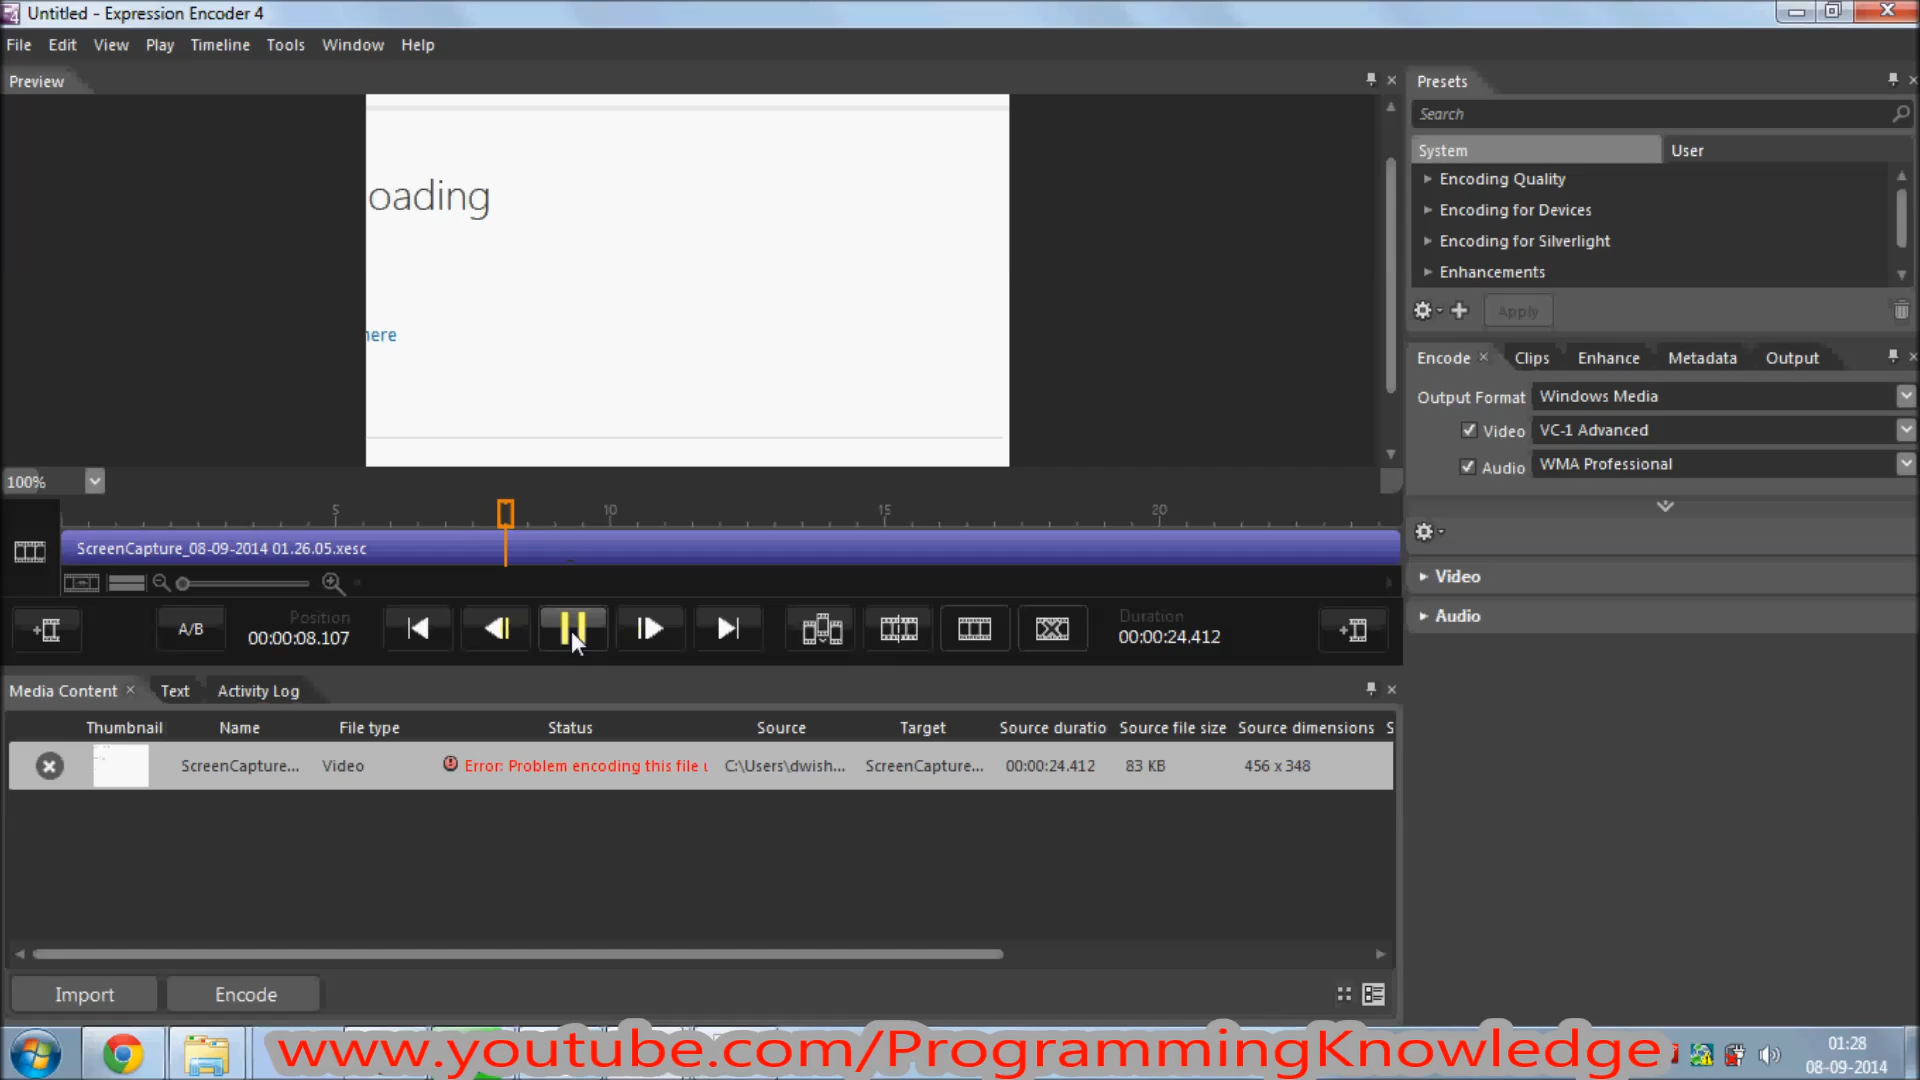 Untitled - Expression Encoder 4
File Edit View Play Timeline Tools Window Help
Preview
oading
here
100%
5 10 15 20
ScreenCapture_08-09-2014 01.26.05.xesc
A/B
Position
00:00:08.107
Duration
00:00:24.412
Media Content Text Activity Log
Thumbnail Name File type Status Source Target Source duratio Source file size Source dimensions S
ScreenCapture... Video Error: Problem encoding this file u C:\Users\dwish... ScreenCapture... 00:00:24.412 83 KB 456 x 348
Import Encode
Presets
Search
System User
Encoding Quality
Encoding for Devices
Encoding for Silverlight
Enhancements
Apply
Encode Clips Enhance Metadata Output
Output Format Windows Media
Video VC-1 Advanced
Audio WMA Professional
Video
Audio
www.youtube.com/ProgrammingKnowledge
01:28
08-09-2014